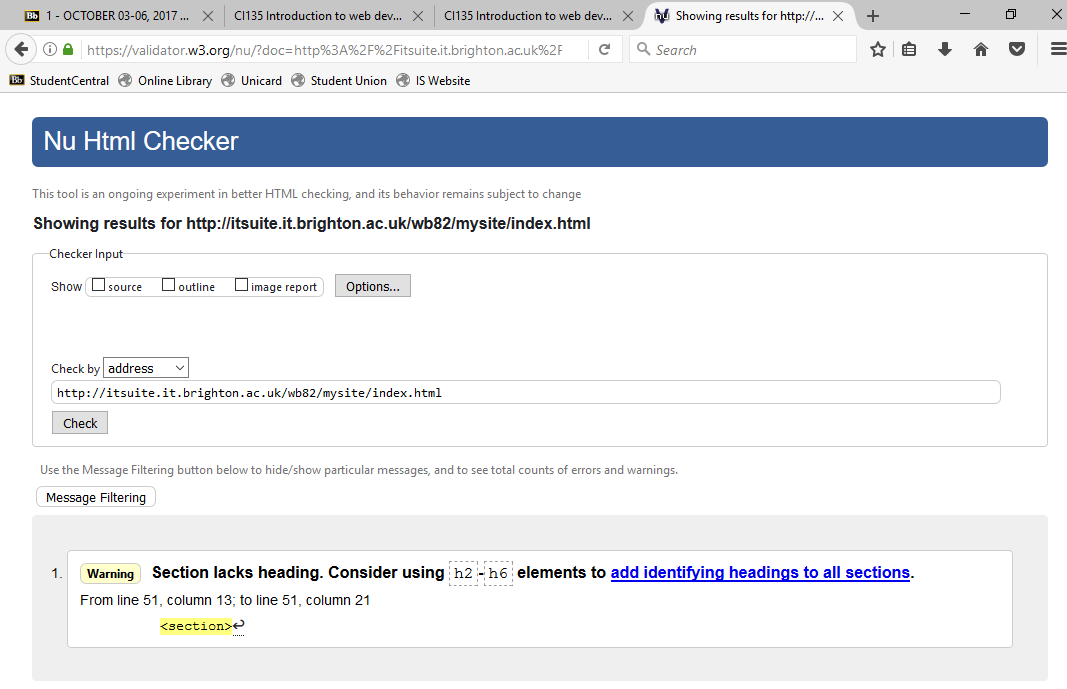 Bb 1 - OCTOBER 03-06, 2017 ...
CI135 Introduction to web dev...
CI135 Introduction to web dev...
hu Showing results for http://...
https://validator.w3.org/nu/?doc=http%3A%2F%2Fitsuite.it.brighton.ac.uk%2F
Search
Bb StudentCentral Online Library Unicard Student Union IS Website
Nu Html Checker
This tool is an ongoing experiment in better HTML checking, and its behavior remains subject to change
Showing results for http://itsuite.it.brighton.ac.uk/wb82/mysite/index.html
Checker Input
Show source outline image report Options...
Check by address
http://itsuite.it.brighton.ac.uk/wb82/mysite/index.html
Check
Use the Message Filtering button below to hide/show particular messages, and to see total counts of errors and warnings.
Message Filtering
1. Warning Section lacks heading. Consider using h2-h6 elements to add identifying headings to all sections.
From line 51, column 13; to line 51, column 21
<section>↩